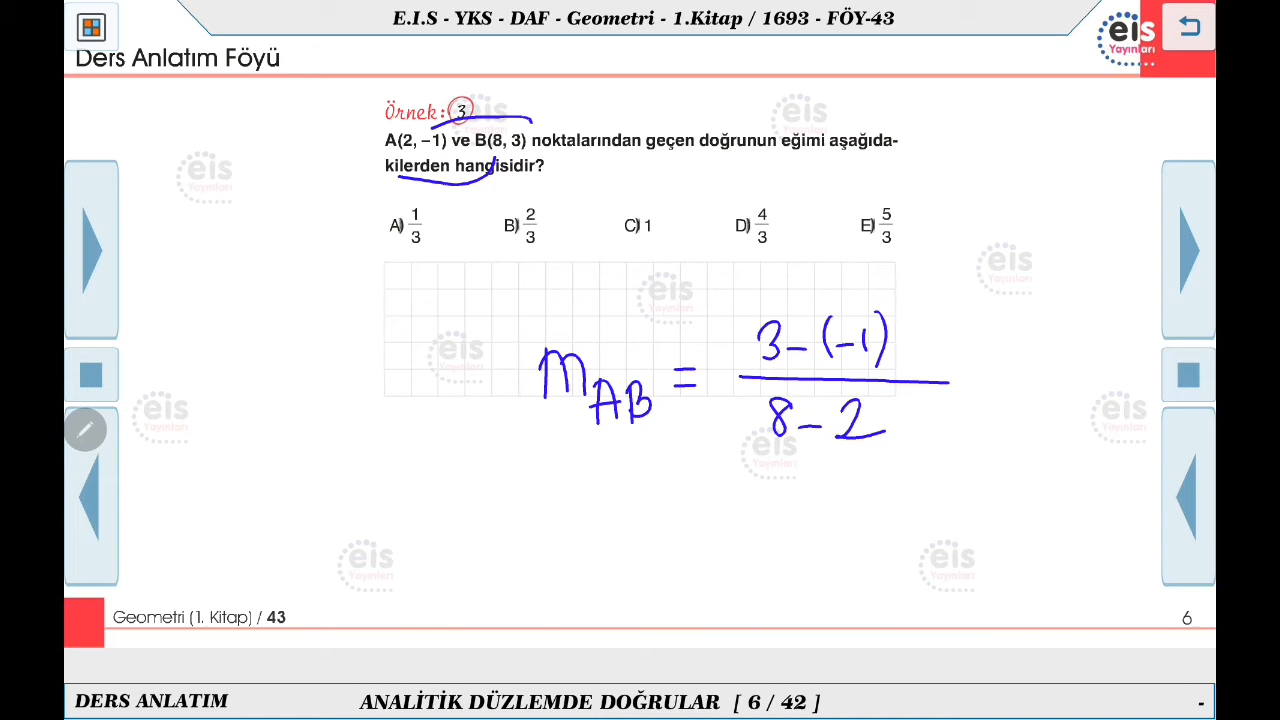 E.I.S - YKS - DAF - Geometri - 1.Kitap / 1693 - FÖY-43
eis
Yayınları
Ders Anlatım Föyü
Örnek: 3
A(2, −1) ve B(8, 3) noktalarından geçen doğrunun eğimi aşağıda-
kilerden hangisidir?
A) 1/3 B) 2/3 C) 1 D) 4/3 E) 5/3
m_AB = (3 - (-1)) / (8 - 2)
Geometri (1. Kitap) / 43
6
DERS ANLATIM
ANALİTİK DÜZLEMDE DOĞRULAR [ 6 / 42 ]
-